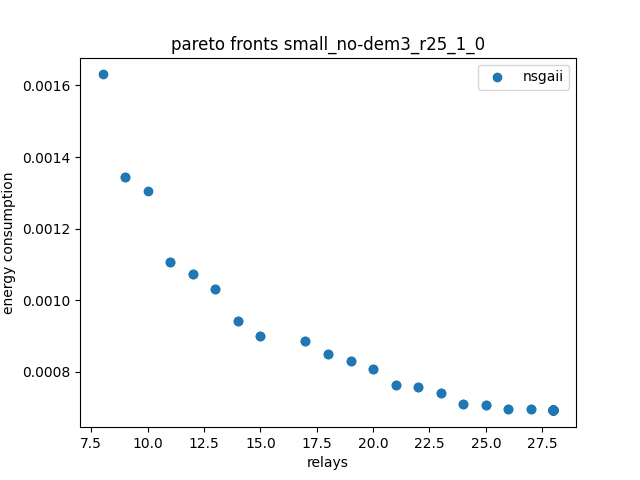 pareto fronts small_no-dem3_r25_1_0
nsgaii
0.0016
0.0014
0.0012
0.0010
0.0008
energy consumption
7.5 10.0 12.5 15.0 17.5 20.0 22.5 25.0 27.5
relays